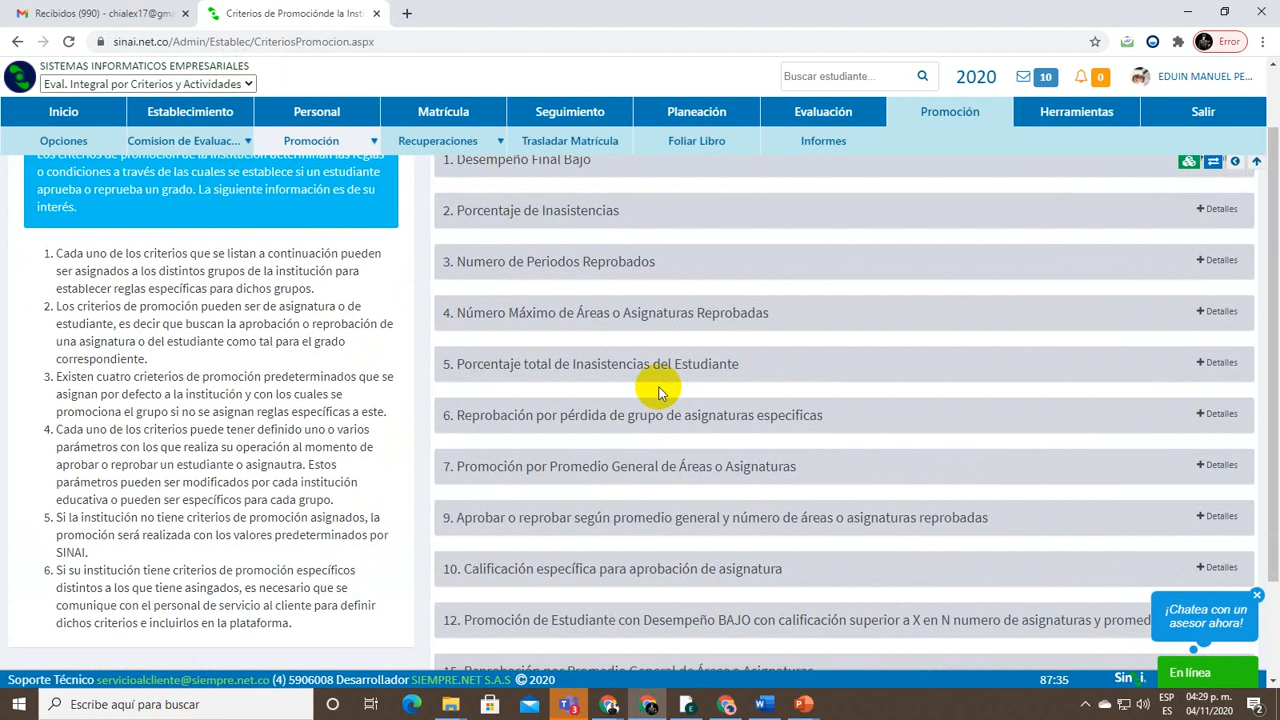 Recibidos (990) - chialex17@gma
Criterios de Promociónde la Inst
sinai.net.co/Admin/Establec/CriteriosPromocion.aspx
Error
SISTEMAS INFORMATICOS EMPRESARIALES
Eval. Integral por Criterios y Actividades
Buscar estudiante...
2020
10
0
EDUIN MANUEL PE...
Inicio
Establecimiento
Personal
Matrícula
Seguimiento
Planeación
Evaluación
Promoción
Herramientas
Salir
Opciones
Comision de Evaluac...
Promoción
Recuperaciones
Trasladar Matrícula
Foliar Libro
Informes
Los criterios de promoción de la institución determinan las reglas
o condiciones a través de las cuales se establece si un estudiante
aprueba o reprueba un grado. La siguiente información es de su
interés.
1. Cada uno de los criterios que se listan a continuación pueden
ser asignados a los distintos grupos de la institución para
establecer reglas específicas para dichos grupos.
2. Los criterios de promoción pueden ser de asignatura o de
estudiante, es decir que buscan la aprobación o reprobación de
una asignatura o del estudiante como tal para el grado
correspondiente.
3. Existen cuatro crieterios de promoción predeterminados que se
asignan por defecto a la institución y con los cuales se
promociona el grupo si no se asignan reglas específicas a este.
4. Cada uno de los criterios puede tener definido uno o varios
parámetros con los que realiza su operación al momento de
aprobar o reprobar un estudiante o asignautra. Estos
parámetros pueden ser modificados por cada institución
educativa o pueden ser específicos para cada grupo.
5. Si la institución no tiene criterios de promoción asignados, la
promoción será realizada con los valores predeterminados por
SINAI.
6. Si su institución tiene criterios de promoción específicos
distintos a los que tiene asingados, es necesario que se
comunique con el personal de servicio al cliente para definir
dichos criterios e incluirlos en la plataforma.
1. Desempeño Final Bajo
2. Porcentaje de Inasistencias
Detalles
3. Numero de Periodos Reprobados
Detalles
4. Número Máximo de Áreas o Asignaturas Reprobadas
Detalles
5. Porcentaje total de Inasistencias del Estudiante
Detalles
6. Reprobación por pérdida de grupo de asignaturas especificas
Detalles
7. Promoción por Promedio General de Áreas o Asignaturas
Detalles
9. Aprobar o reprobar según promedio general y número de áreas o asignaturas reprobadas
Detalles
10. Calificación específica para aprobación de asignatura
Detalles
12. Promoción de Estudiante con Desempeño BAJO con calificación superior a X en N numero de asignaturas y promed
15. Reprobación por Promedio General de Áreas o Asignaturas
¡Chatea con un
asesor ahora!
En línea
Soporte Técnico servicioalcliente@siempre.net.co (4) 5906008 Desarrollador SIEMPRE.NET S.A.S © 2020
87:35
Sinai.
Escribe aquí para buscar
ESP
ES
04:29 p. m.
04/11/2020
2